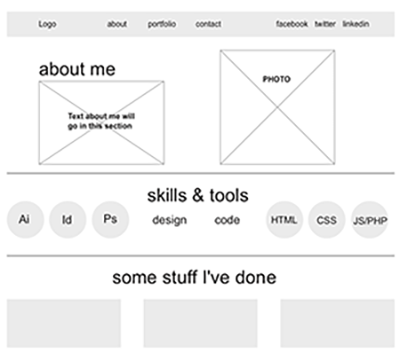 Logo about portfolio contact facebook twitter linkedin
about me
PHOTO
Text about me will
go in this section
skills & tools
Ai Id Ps design code HTML CSS JS/PHP
some stuff I've done